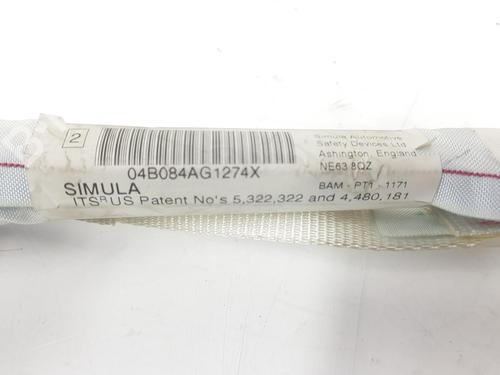 2
04B084AG1274X
SIMULA
ITSR US Patent No's 5,322,322 and 4,480,181
Simula Automotive
Safety Devices Ltd
Ashington, England
NE63 8QZ
BAM - PT1 - 1171